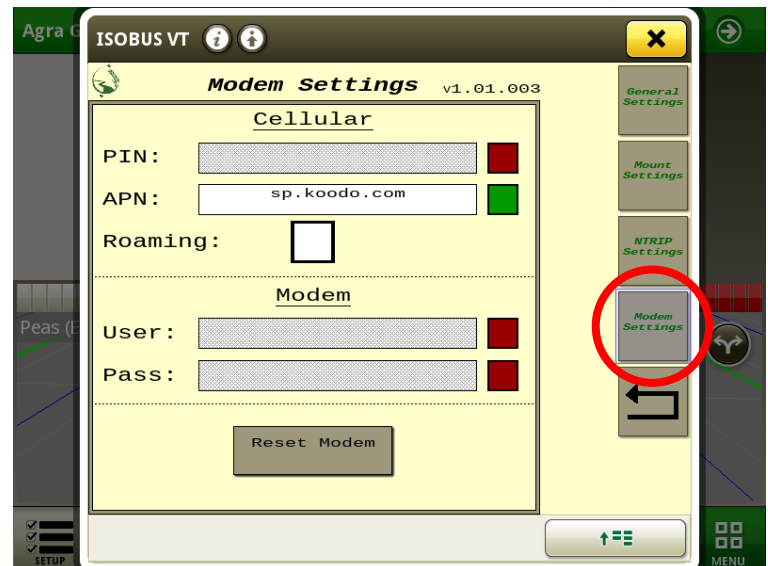 Agra G
ISOBUS VT
Modem Settings v1.01.003
Cellular
PIN:
APN: sp.koodo.com
Roaming:
Modem
User:
Pass:
Reset Modem
General
Settings
Mount
Settings
NTRIP
Settings
Modem
Settings
Peas (E
SETUP
MENU